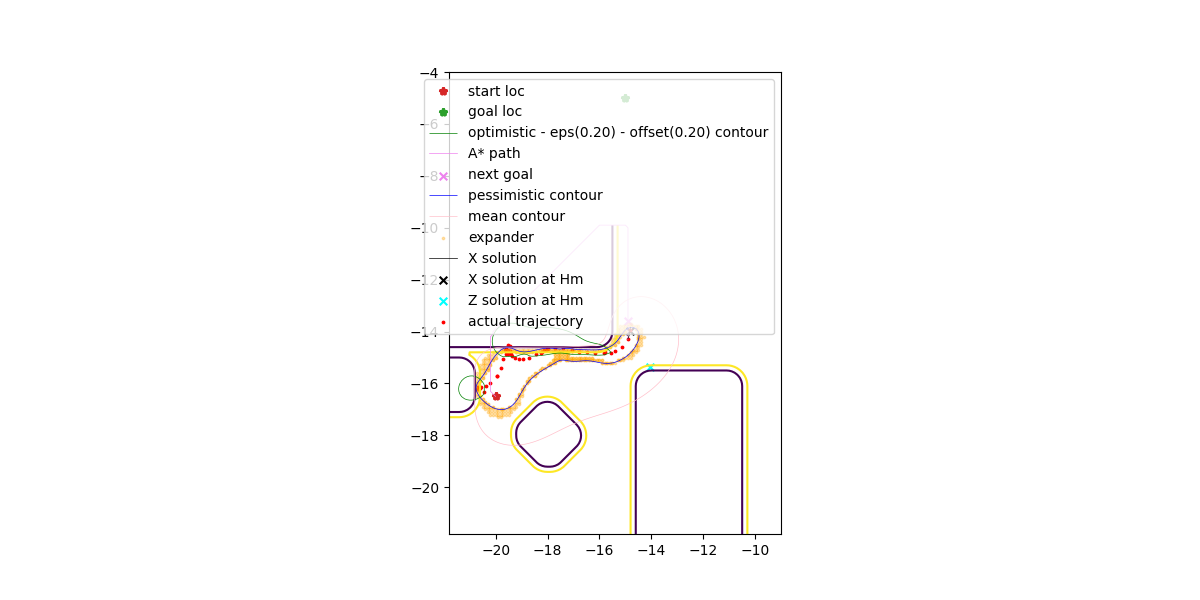 −4
−6
−8
−10
−12
−14
−16
−18
−20
start loc
goal loc
optimistic - eps(0.20) - offset(0.20) contour
A* path
next goal
pessimistic contour
mean contour
expander
X solution
X solution at Hm
Z solution at Hm
actual trajectory
−20 −18 −16 −14 −12 −10